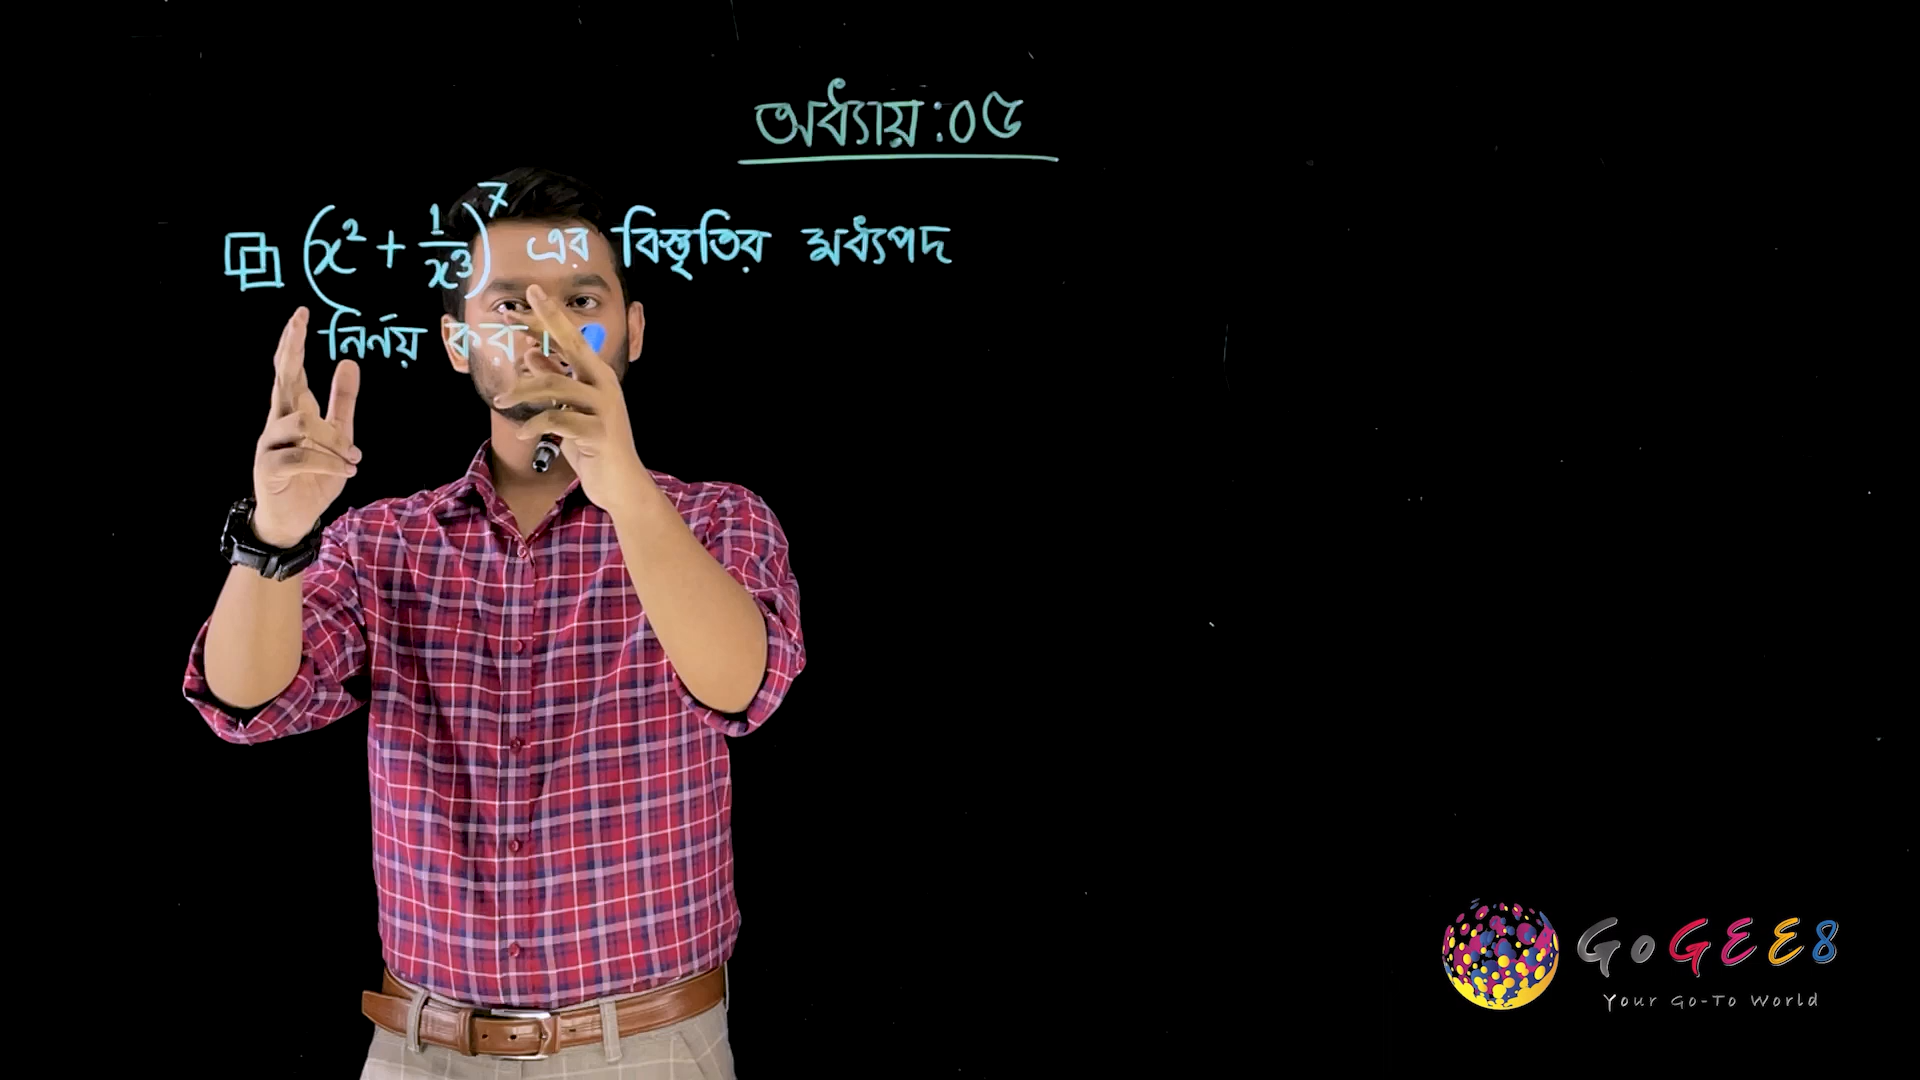 অধ্যায় : ০৫
(x² + 1/x³)⁷ এর বিস্তৃতির মধ্যপদ
নির্ণয় কর।
GoGEE8
Your Go-To World